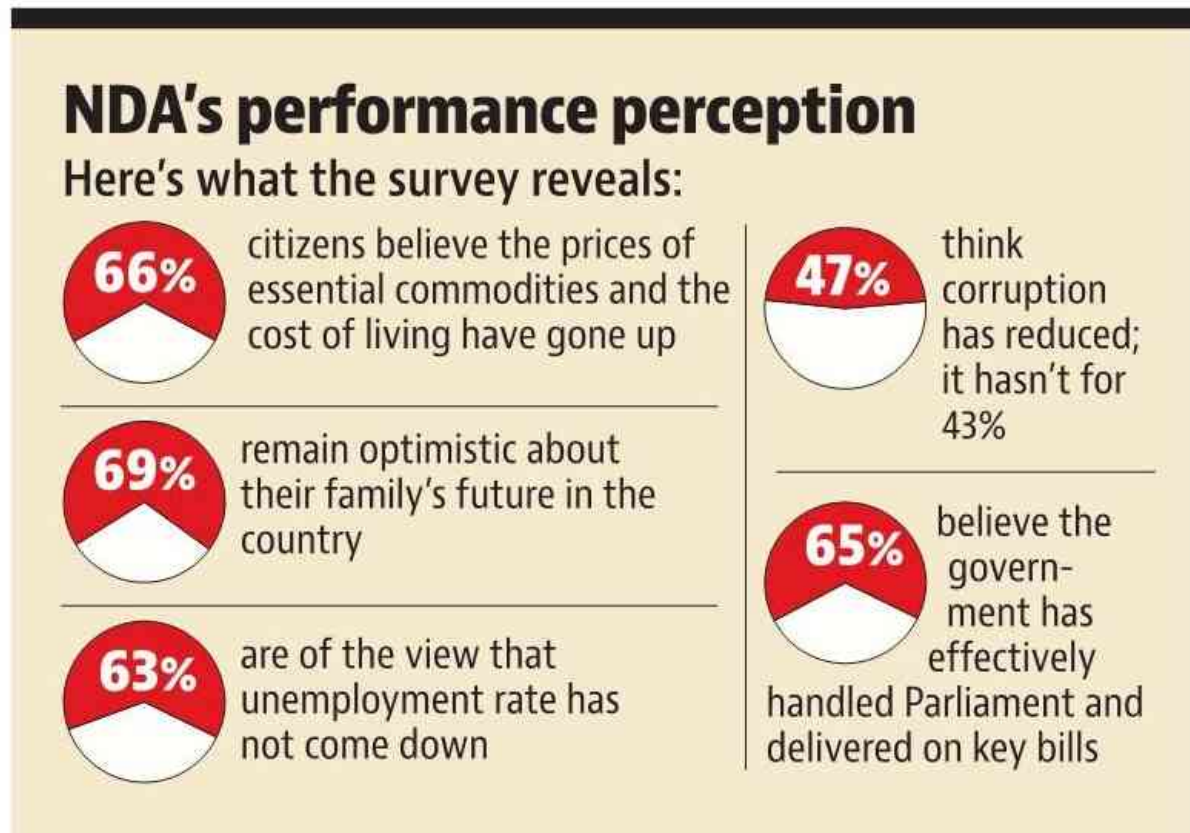 NDA's performance perception
Here's what the survey reveals:
66%
citizens believe the prices of
essential commodities and the
cost of living have gone up
69%
remain optimistic about
their family's future in the
country
63%
are of the view that
unemployment rate has
not come down
47%
think
corruption
has reduced;
it hasn't for
43%
65%
believe the
govern-
ment has
effectively
handled Parliament and
delivered on key bills